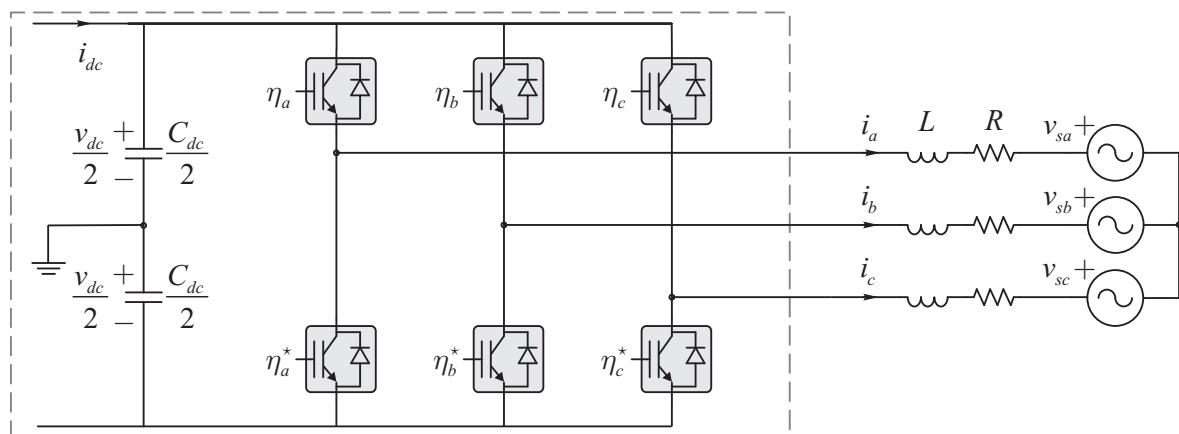 i_dc
η_a
η_b
η_c
i_a L R v_sa +
v_dc/2 + − C_dc/2
i_b v_sb +
i_c v_sc +
v_dc/2 + − C_dc/2
η_a^⋆
η_b^⋆
η_c^⋆